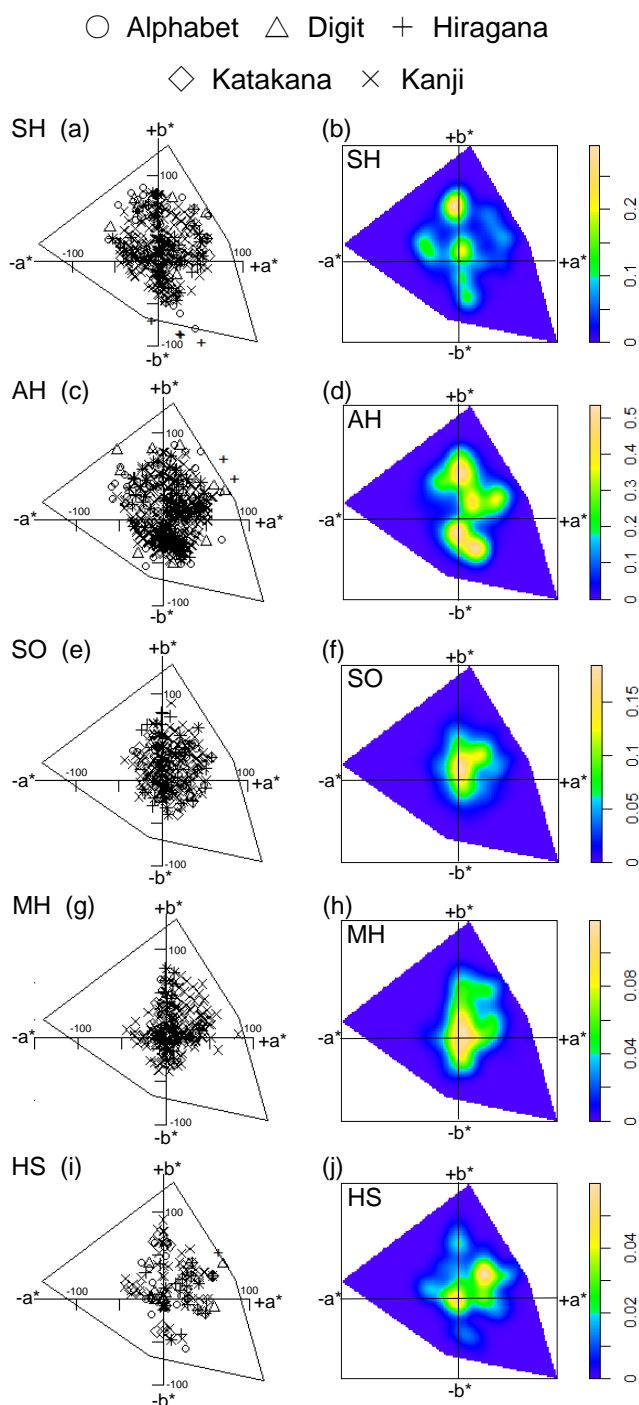 ○ Alphabet △ Digit + Hiragana
◇ Katakana × Kanji
SH (a) +b* 100 -a* -100 100 +a* -100 -b*
(b) +b* SH -a* +a* -b* 0 0.1 0.2
AH (c) +b* 100 -a* -100 100 +a* -100 -b*
(d) +b* AH -a* +a* -b* 0 0.1 0.2 0.3 0.4 0.5
SO (e) +b* 100 -a* -100 100 +a* -100 -b*
(f) +b* SO -a* +a* -b* 0 0.05 0.1 0.15
MH (g) +b* 100 -a* -100 100 +a* -100 -b*
(h) +b* MH -a* +a* -b* 0 0.04 0.08
HS (i) +b* 100 -a* -100 100 +a* -100 -b*
(j) +b* HS -a* +a* -b* 0 0.02 0.04